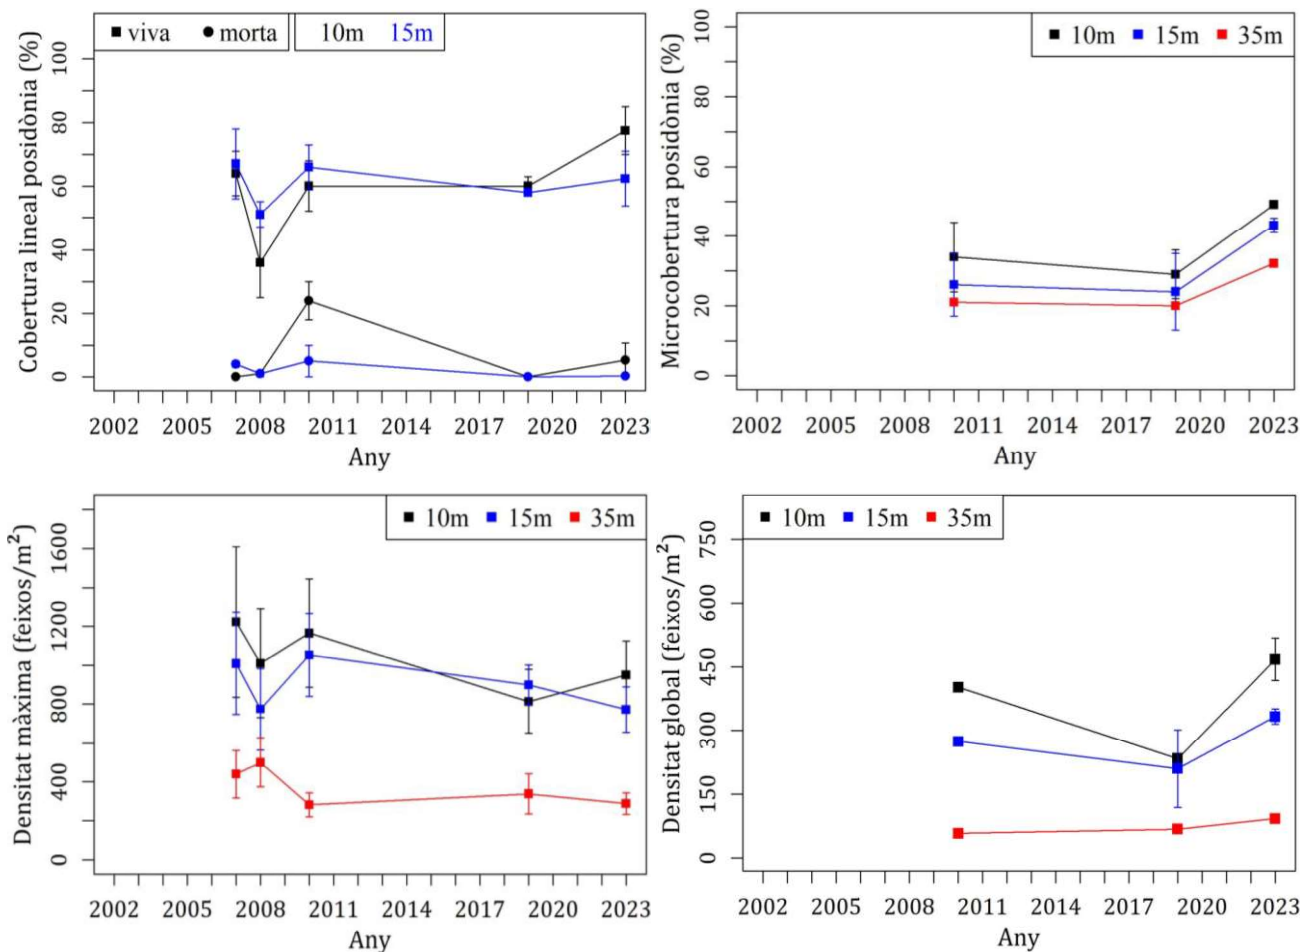 viva morta 10m 15m
Cobertura lineal posidònia (%)
0 20 40 60 80 100
2002 2005 2008 2011 2014 2017 2020 2023
Any
10m 15m 35m
Microcobertura posidònia (%)
0 20 40 60 80 100
2002 2005 2008 2011 2014 2017 2020 2023
Any
10m 15m 35m
Densitat màxima (feixos/m²)
0 400 800 1200 1600
2002 2005 2008 2011 2014 2017 2020 2023
Any
10m 15m 35m
Densitat global (feixos/m²)
0 150 300 450 600 750
2002 2005 2008 2011 2014 2017 2020 2023
Any